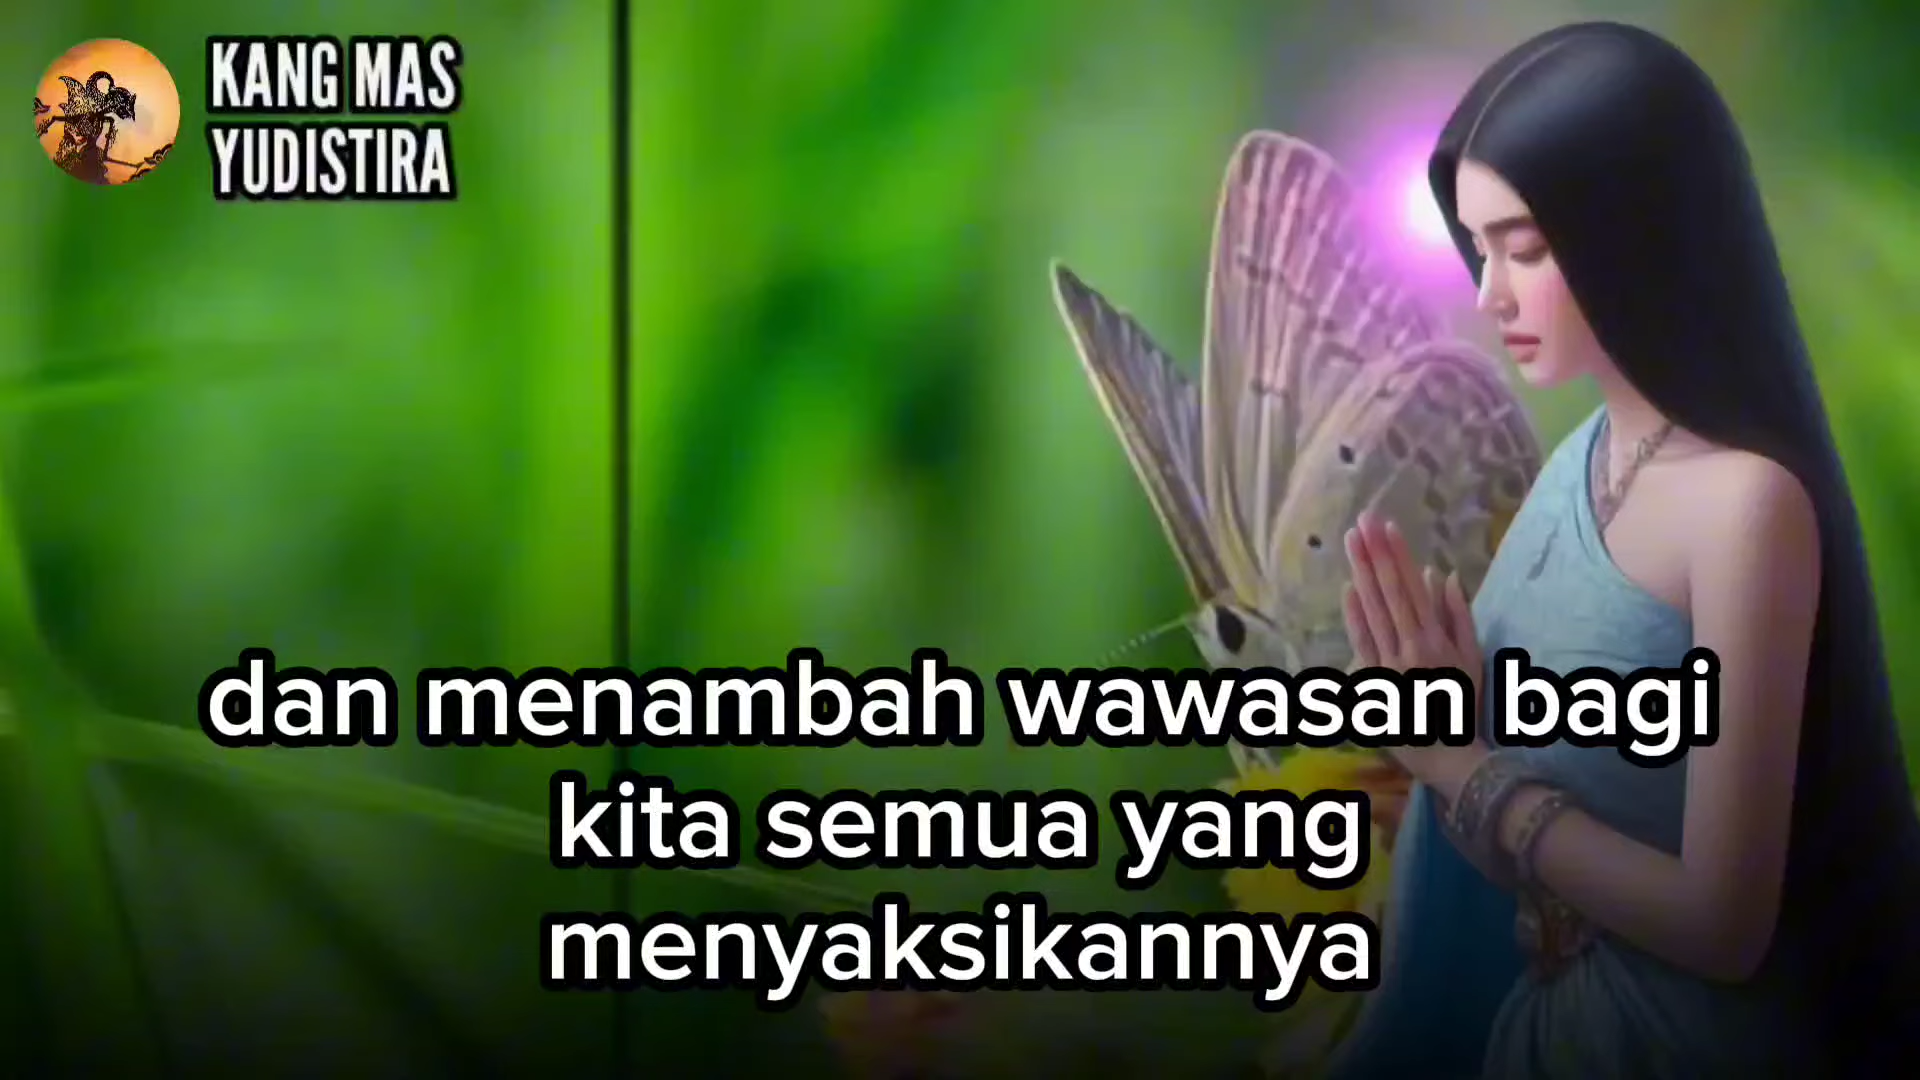 KANG MAS
YUDISTIRA
dan menambah wawasan bagi
kita semua yang
menyaksikannya